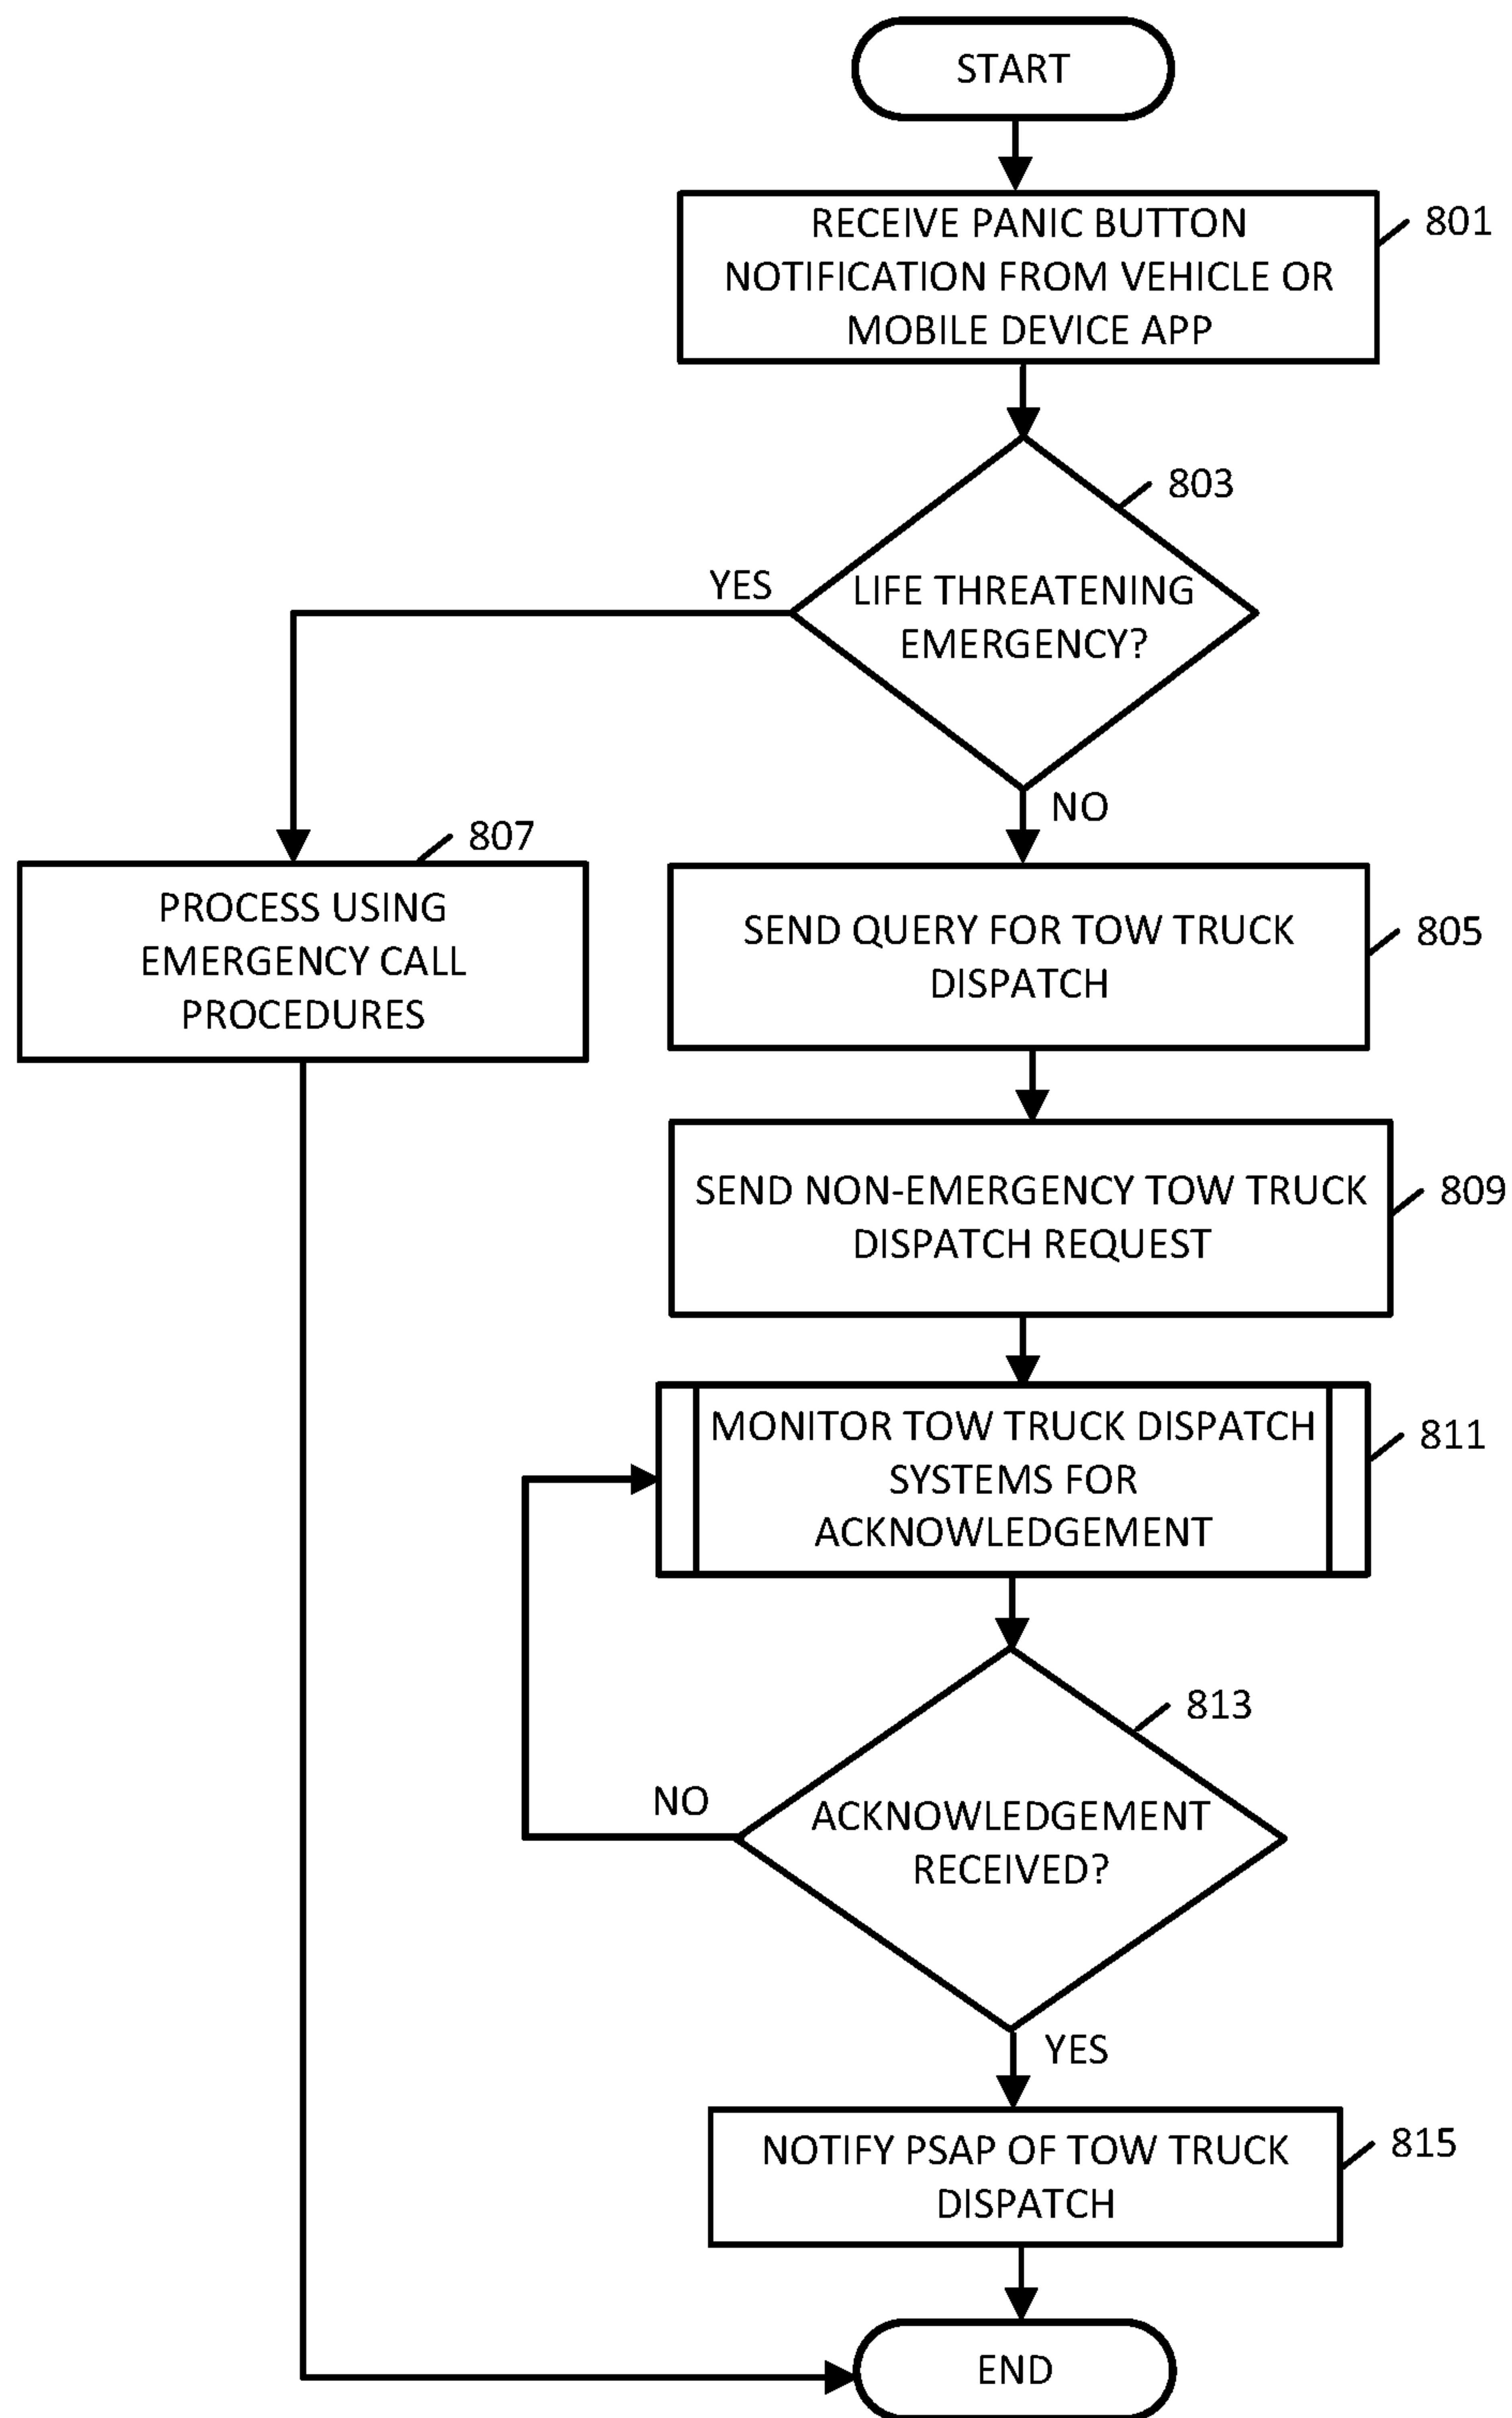 START
RECEIVE PANIC BUTTON
NOTIFICATION FROM VEHICLE OR
MOBILE DEVICE APP
801
803
LIFE THREATENING
EMERGENCY?
YES
NO
807
PROCESS USING
EMERGENCY CALL
PROCEDURES
SEND QUERY FOR TOW TRUCK
DISPATCH
805
SEND NON-EMERGENCY TOW TRUCK
DISPATCH REQUEST
809
MONITOR TOW TRUCK DISPATCH
SYSTEMS FOR
ACKNOWLEDGEMENT
811
813
ACKNOWLEDGEMENT
RECEIVED?
NO
YES
NOTIFY PSAP OF TOW TRUCK
DISPATCH
815
END